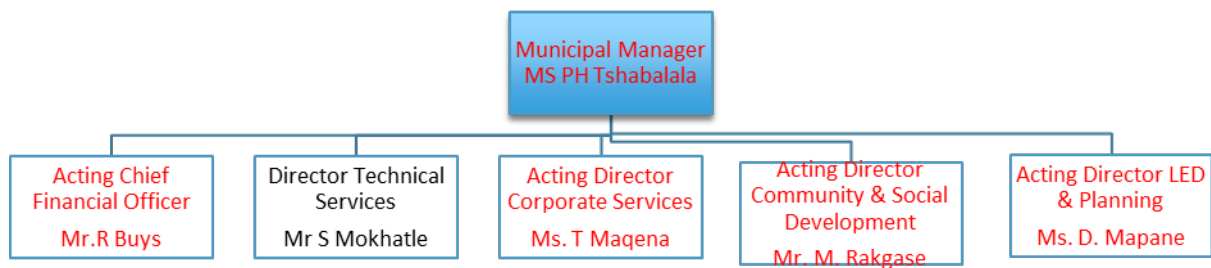 Municipal Manager
MS PH Tshabalala
Acting Chief
Financial Officer
Mr.R Buys
Director Technical
Services
Mr S Mokhatle
Acting Director
Corporate Services
Ms. T Maqena
Acting Director
Community & Social
Development
Mr. M. Rakgase
Acting Director LED
& Planning
Ms. D. Mapane